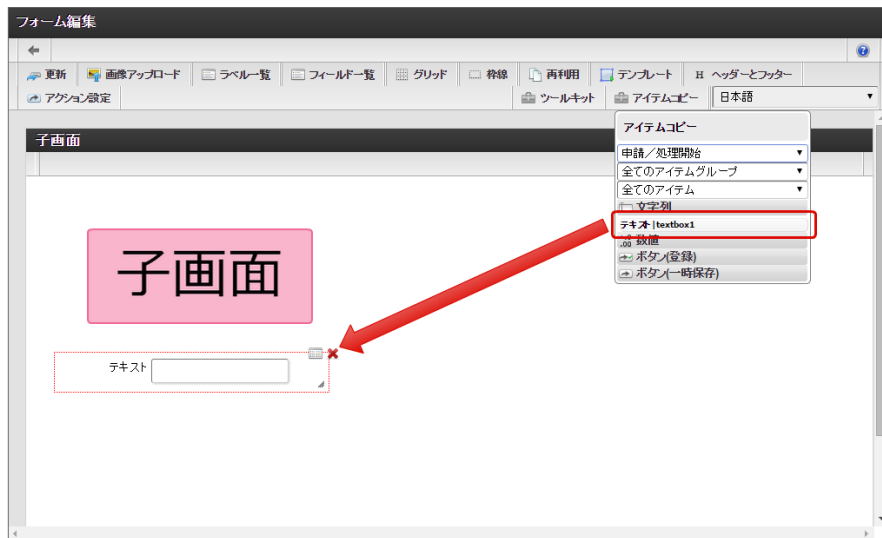 フォーム編集
更新 画像アップロード ラベル一覧 フィールド一覧 グリッド 枠線 再利用 テンプレート H ヘッダーとフッター
アクション設定 ツールキット アイテムコピー 日本語
アイテムコピー
子画面
申請/処理開始
全てのアイテムグループ
全てのアイテム
文字列
テキスト|textbox1
.00 数値
ボタン(登録)
ボタン(一時保存)
子画面
テキスト